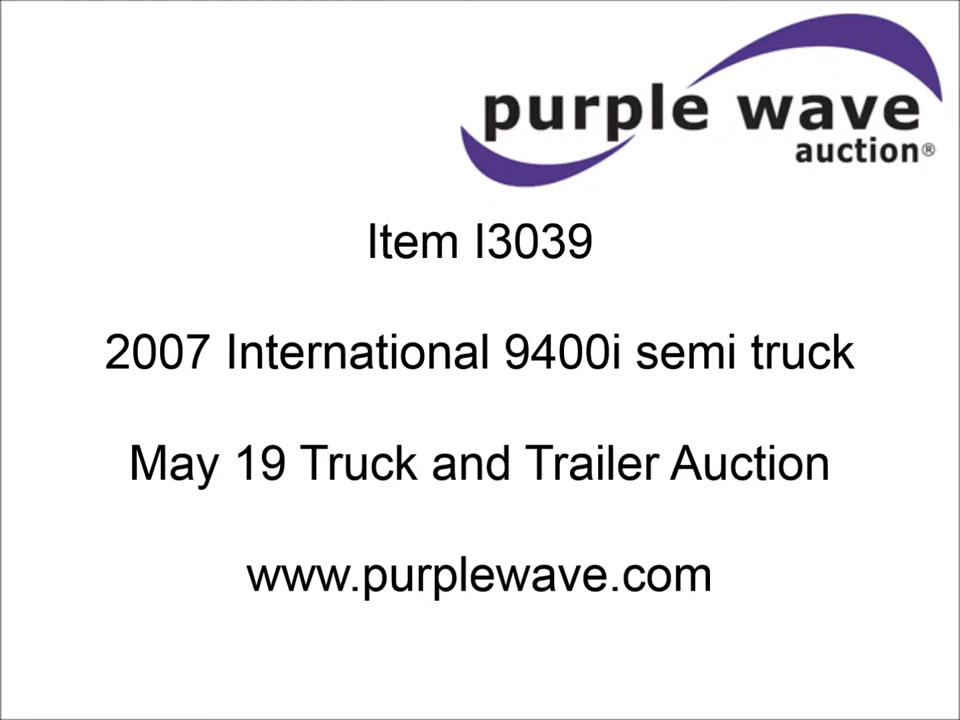 purple wave
auction®
Item I3039
2007 International 9400i semi truck
May 19 Truck and Trailer Auction
www.purplewave.com